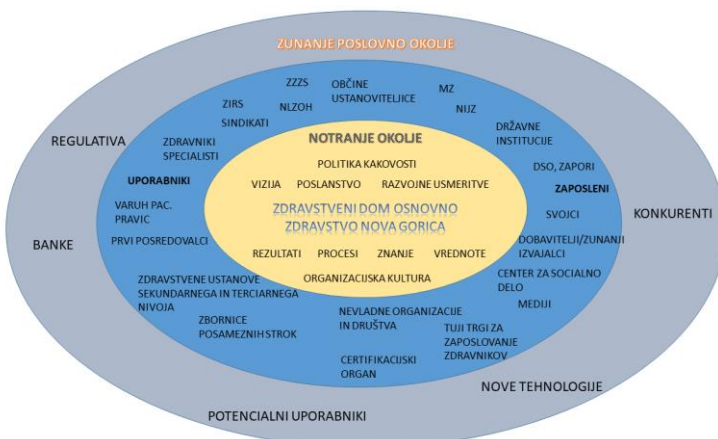 ZUNANJE POSLOVNO OKOLJE
ZZZS
OBČINE
USTANOVITELJICE
MZ
ZIRS
NLZOH
NIJZ
SINDIKATI
REGULATIVA
ZDRAVNIKI
SPECIALISTI
NOTRANJE OKOLJE
DRŽAVNE
INSTITUCIJE
POLITIKA KAKOVOSTI
DSO, ZAPORI
UPORABNIKI
VIZIJA POSLANSTVO RAZVOJNE USMERITVE
ZAPOSLENI
VARUH PAC.
PRAVIC
ZDRAVSTVENI DOM OSNOVNO
ZDRAVSTVO NOVA GORICA
SVOJCI
KONKURENTI
BANKE
PRVI POSREDOVALCI
DOBAVITELJI/ZUNANJI
IZVAJALCI
REZULTATI PROCESI ZNANJE VREDNOTE
ORGANIZACIJSKA KULTURA
CENTER ZA SOCIALNO
DELO
ZDRAVSTVENE USTANOVE
SEKUNDARNEGA IN TERCIARNEGA
NIVOJA
MEDIJI
NEVLADNE ORGANIZACIJE
IN DRUŠTVA
ZBORNICE
POSAMEZNIH STROK
TUJI TRGI ZA
ZAPOSLOVANJE
ZDRAVNIKOV
CERTIFIKACIJSKI
ORGAN
NOVE TEHNOLOGIJE
POTENCIALNI UPORABNIKI